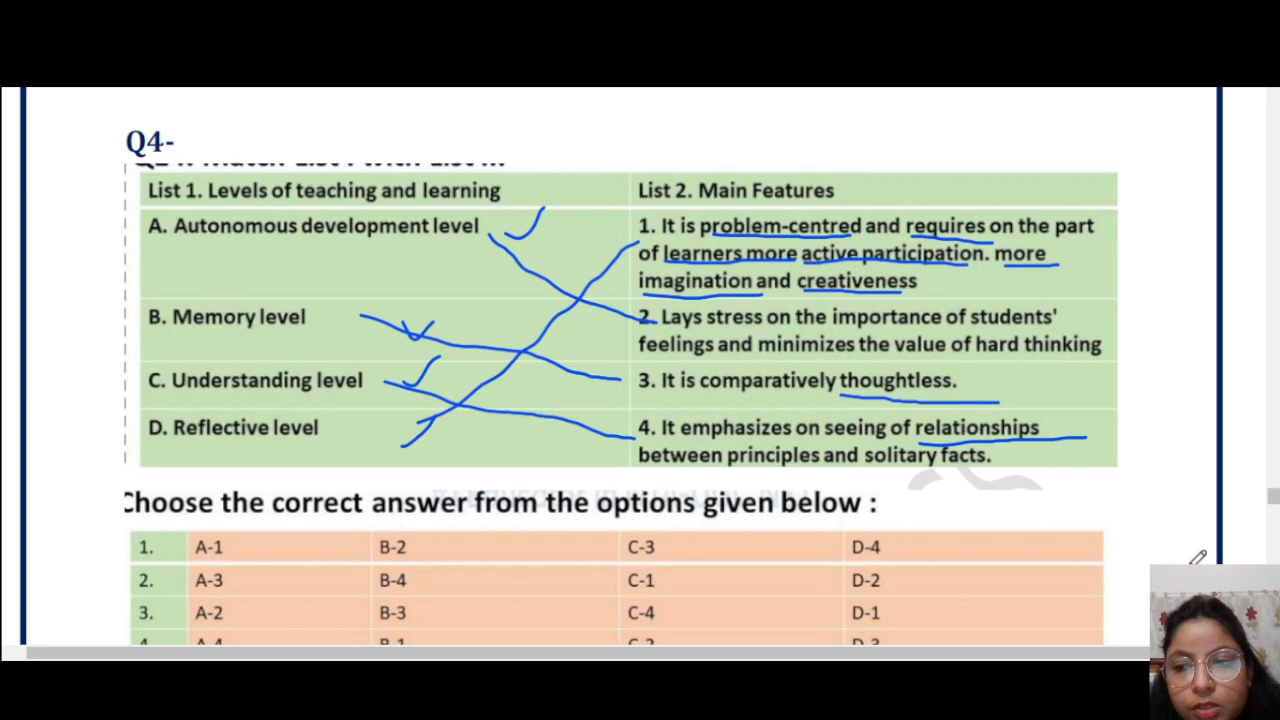 Q4-
List 1. Levels of teaching and learning
List 2. Main Features
A. Autonomous development level
1. It is problem-centred and requires on the part
of learners more active participation. more
imagination and creativeness
B. Memory level
2. Lays stress on the importance of students'
feelings and minimizes the value of hard thinking
C. Understanding level
3. It is comparatively thoughtless.
D. Reflective level
4. It emphasizes on seeing of relationships
between principles and solitary facts.
Choose the correct answer from the options given below :
1. A-1 B-2 C-3 D-4
2. A-3 B-4 C-1 D-2
3. A-2 B-3 C-4 D-1